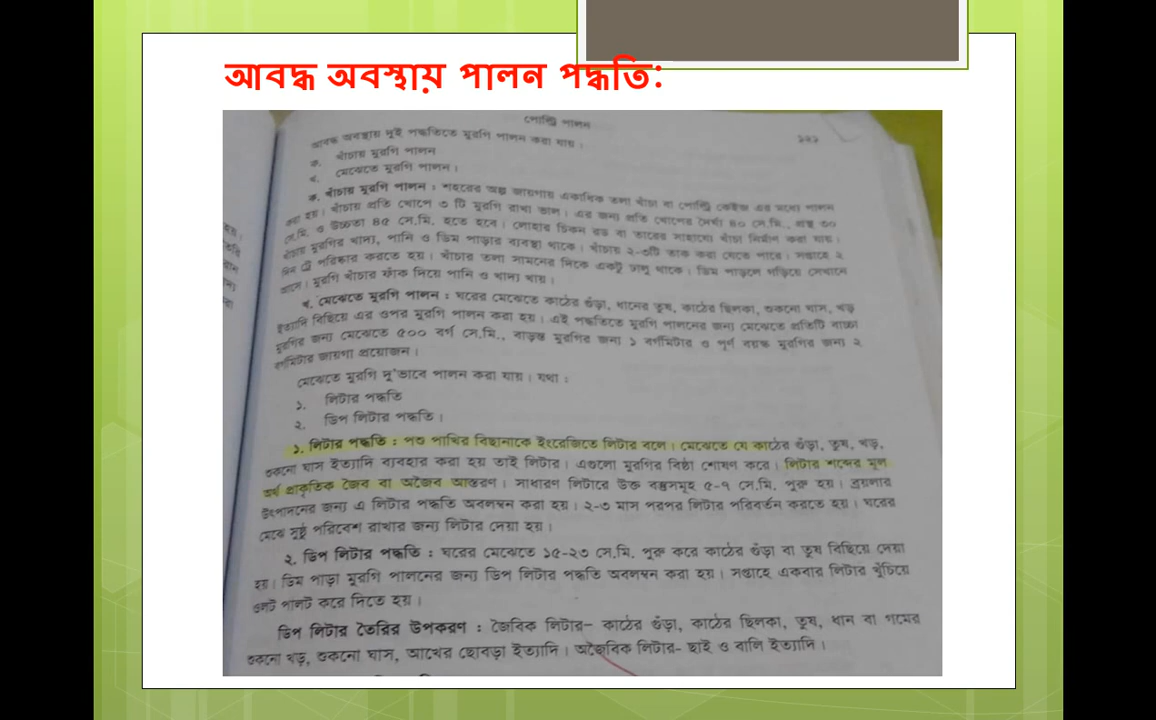 আবদ্ধ অবস্থায় পালন পদ্ধতি:
পোল্ট্রি পালন
১২১
আবদ্ধ অবস্থায় দুই পদ্ধতিতে মুরগি পালন করা যায়।
ক. খাঁচায় মুরগি পালন
খ. মেঝেতে মুরগি পালন।
ক. খাঁচায় মুরগি পালন : শহরের অল্প জায়গায় একাধিক তলা খাঁচা বা পোল্ট্রি কেইজ এর মধ্যে পালন
করা হয়। খাঁচায় প্রতি খোপে ৩ টি মুরগি রাখা ভাল। এর জন্য প্রতি খোপের দৈর্ঘ্য ৪০ সে.মি., প্রস্থ ৩০
সে.মি. ও উচ্চতা ৪৫ সে.মি. হতে হবে। লোহার চিকন রড বা তারের সাহায্যে খাঁচা নির্মাণ করা যায়।
খাঁচায় মুরগির খাদ্য, পানি ও ডিম পাড়ার ব্যবস্থা থাকে। খাঁচায় ২-৩টি তাক করা যেতে পারে। সপ্তাহে ২
দিন ট্রে পরিষ্কার করতে হয়। খাঁচার তলা সামনের দিকে একটু ঢালু থাকে। ডিম পাড়লে গড়িয়ে সেখানে
আসে। মুরগি খাঁচার ফাঁক দিয়ে পানি ও খাদ্য খায়।
খ. মেঝেতে মুরগি পালন : ঘরের মেঝেতে কাঠের গুঁড়া, ধানের তুষ, কাঠের ছিলকা, শুকনো ঘাস, খড়
ইত্যাদি বিছিয়ে এর ওপর মুরগি পালন করা হয়। এই পদ্ধতিতে মুরগি পালনের জন্য মেঝেতে প্রতিটি বাচ্চা
মুরগির জন্য মেঝেতে ৫০০ বর্গ সে.মি., বাড়ন্ত মুরগির জন্য ১ বর্গমিটার ও পূর্ণ বয়স্ক মুরগির জন্য ২
বর্গমিটার জায়গা প্রয়োজন।
মেঝেতে মুরগি দু'ভাবে পালন করা যায়। যথা :
১. লিটার পদ্ধতি
২. ডিপ লিটার পদ্ধতি।
১. লিটার পদ্ধতি : পশু পাখির বিছানাকে ইংরেজিতে লিটার বলে। মেঝেতে যে কাঠের গুঁড়া, তুষ, খড়,
শুকনো ঘাস ইত্যাদি ব্যবহার করা হয় তাই লিটার। এগুলো মুরগির বিষ্ঠা শোষণ করে। লিটার শব্দের মূল
অর্থ প্রাকৃতিক জৈব বা অজৈব আস্তরণ। সাধারণ লিটারে উক্ত বস্তুসমূহ ৫-৭ সে.মি. পুরু হয়। ব্রয়লার
উৎপাদনের জন্য এ লিটার পদ্ধতি অবলম্বন করা হয়। ২-৩ মাস পরপর লিটার পরিবর্তন করতে হয়। ঘরের
মেঝে সুষ্ঠু পরিবেশ রাখার জন্য লিটার দেয়া হয়।
২. ডিপ লিটার পদ্ধতি : ঘরের মেঝেতে ১৫-২৩ সে.মি. পুরু করে কাঠের গুঁড়া বা তুষ বিছিয়ে দেয়া
হয়। ডিম পাড়া মুরগি পালনের জন্য ডিপ লিটার পদ্ধতি অবলম্বন করা হয়। সপ্তাহে একবার লিটার খুঁচিয়ে
ওলট পালট করে দিতে হয়।
ডিপ লিটার তৈরির উপকরণ : জৈবিক লিটার– কাঠের গুঁড়া, কাঠের ছিলকা, তুষ, ধান বা গমের
শুকনো খড়, শুকনো ঘাস, আখের ছোবড়া ইত্যাদি। অজৈবিক লিটার- ছাই ও বালি ইত্যাদি।